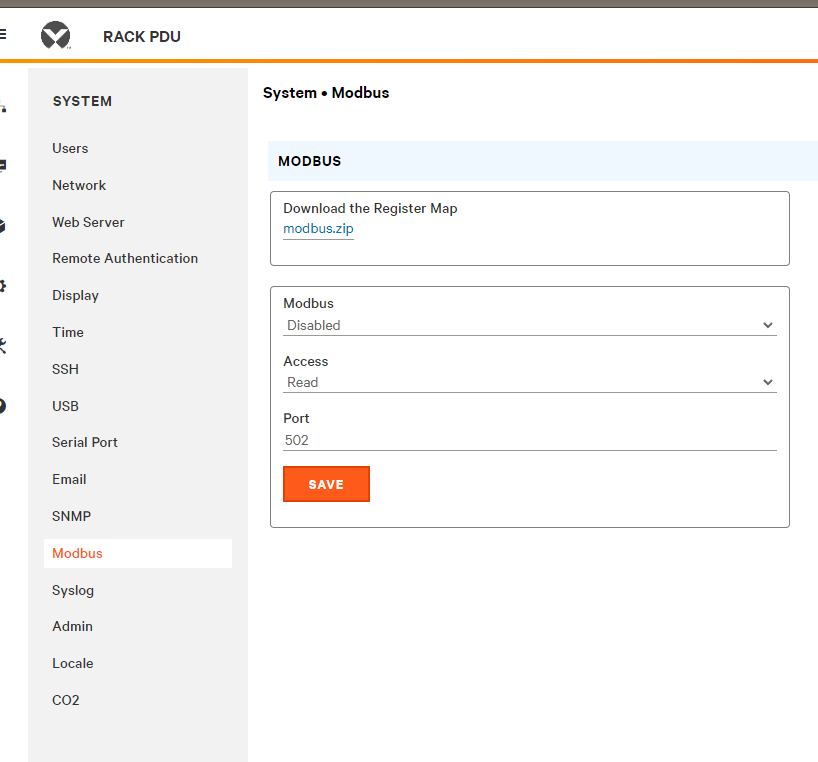 RACK PDU
SYSTEM
Users
Network
Web Server
Remote Authentication
Display
Time
SSH
USB
Serial Port
Email
SNMP
Modbus
Syslog
Admin
Locale
CO2
System • Modbus
MODBUS
Download the Register Map
modbus.zip
Modbus
Disabled
Access
Read
Port
502
SAVE